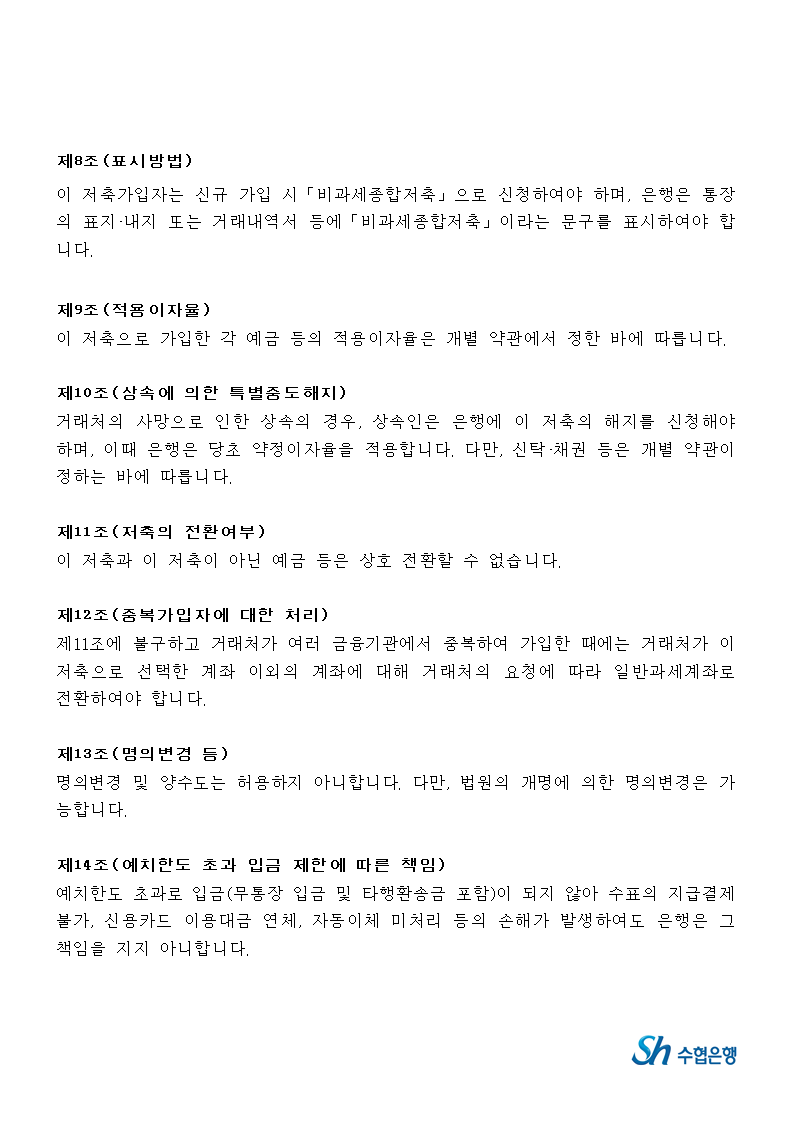 제8조(표시방법)
이 저축가입자는 신규 가입 시「비과세종합저축」으로 신청하여야 하며, 은행은 통장
의 표지·내지 또는 거래내역서 등에「비과세종합저축」이라는 문구를 표시하여야 합
니다.
제9조(적용이자율)
이 저축으로 가입한 각 예금 등의 적용이자율은 개별 약관에서 정한 바에 따릅니다.
제10조(상속에 의한 특별중도해지)
거래처의 사망으로 인한 상속의 경우, 상속인은 은행에 이 저축의 해지를 신청해야
하며, 이때 은행은 당초 약정이자율을 적용합니다. 다만, 신탁·채권 등은 개별 약관이
정하는 바에 따릅니다.
제11조(저축의 전환여부)
이 저축과 이 저축이 아닌 예금 등은 상호 전환할 수 없습니다.
제12조(중복가입자에 대한 처리)
제11조에 불구하고 거래처가 여러 금융기관에서 중복하여 가입한 때에는 거래처가 이
저축으로 선택한 계좌 이외의 계좌에 대해 거래처의 요청에 따라 일반과세계좌로
전환하여야 합니다.
제13조(명의변경 등)
명의변경 및 양수도는 허용하지 아니합니다. 다만, 법원의 개명에 의한 명의변경은 가
능합니다.
제14조(예치한도 초과 입금 제한에 따른 책임)
예치한도 초과로 입금(무통장 입금 및 타행환송금 포함)이 되지 않아 수표의 지급결제
불가, 신용카드 이용대금 연체, 자동이체 미처리 등의 손해가 발생하여도 은행은 그
책임을 지지 아니합니다.
Sh 수협은행